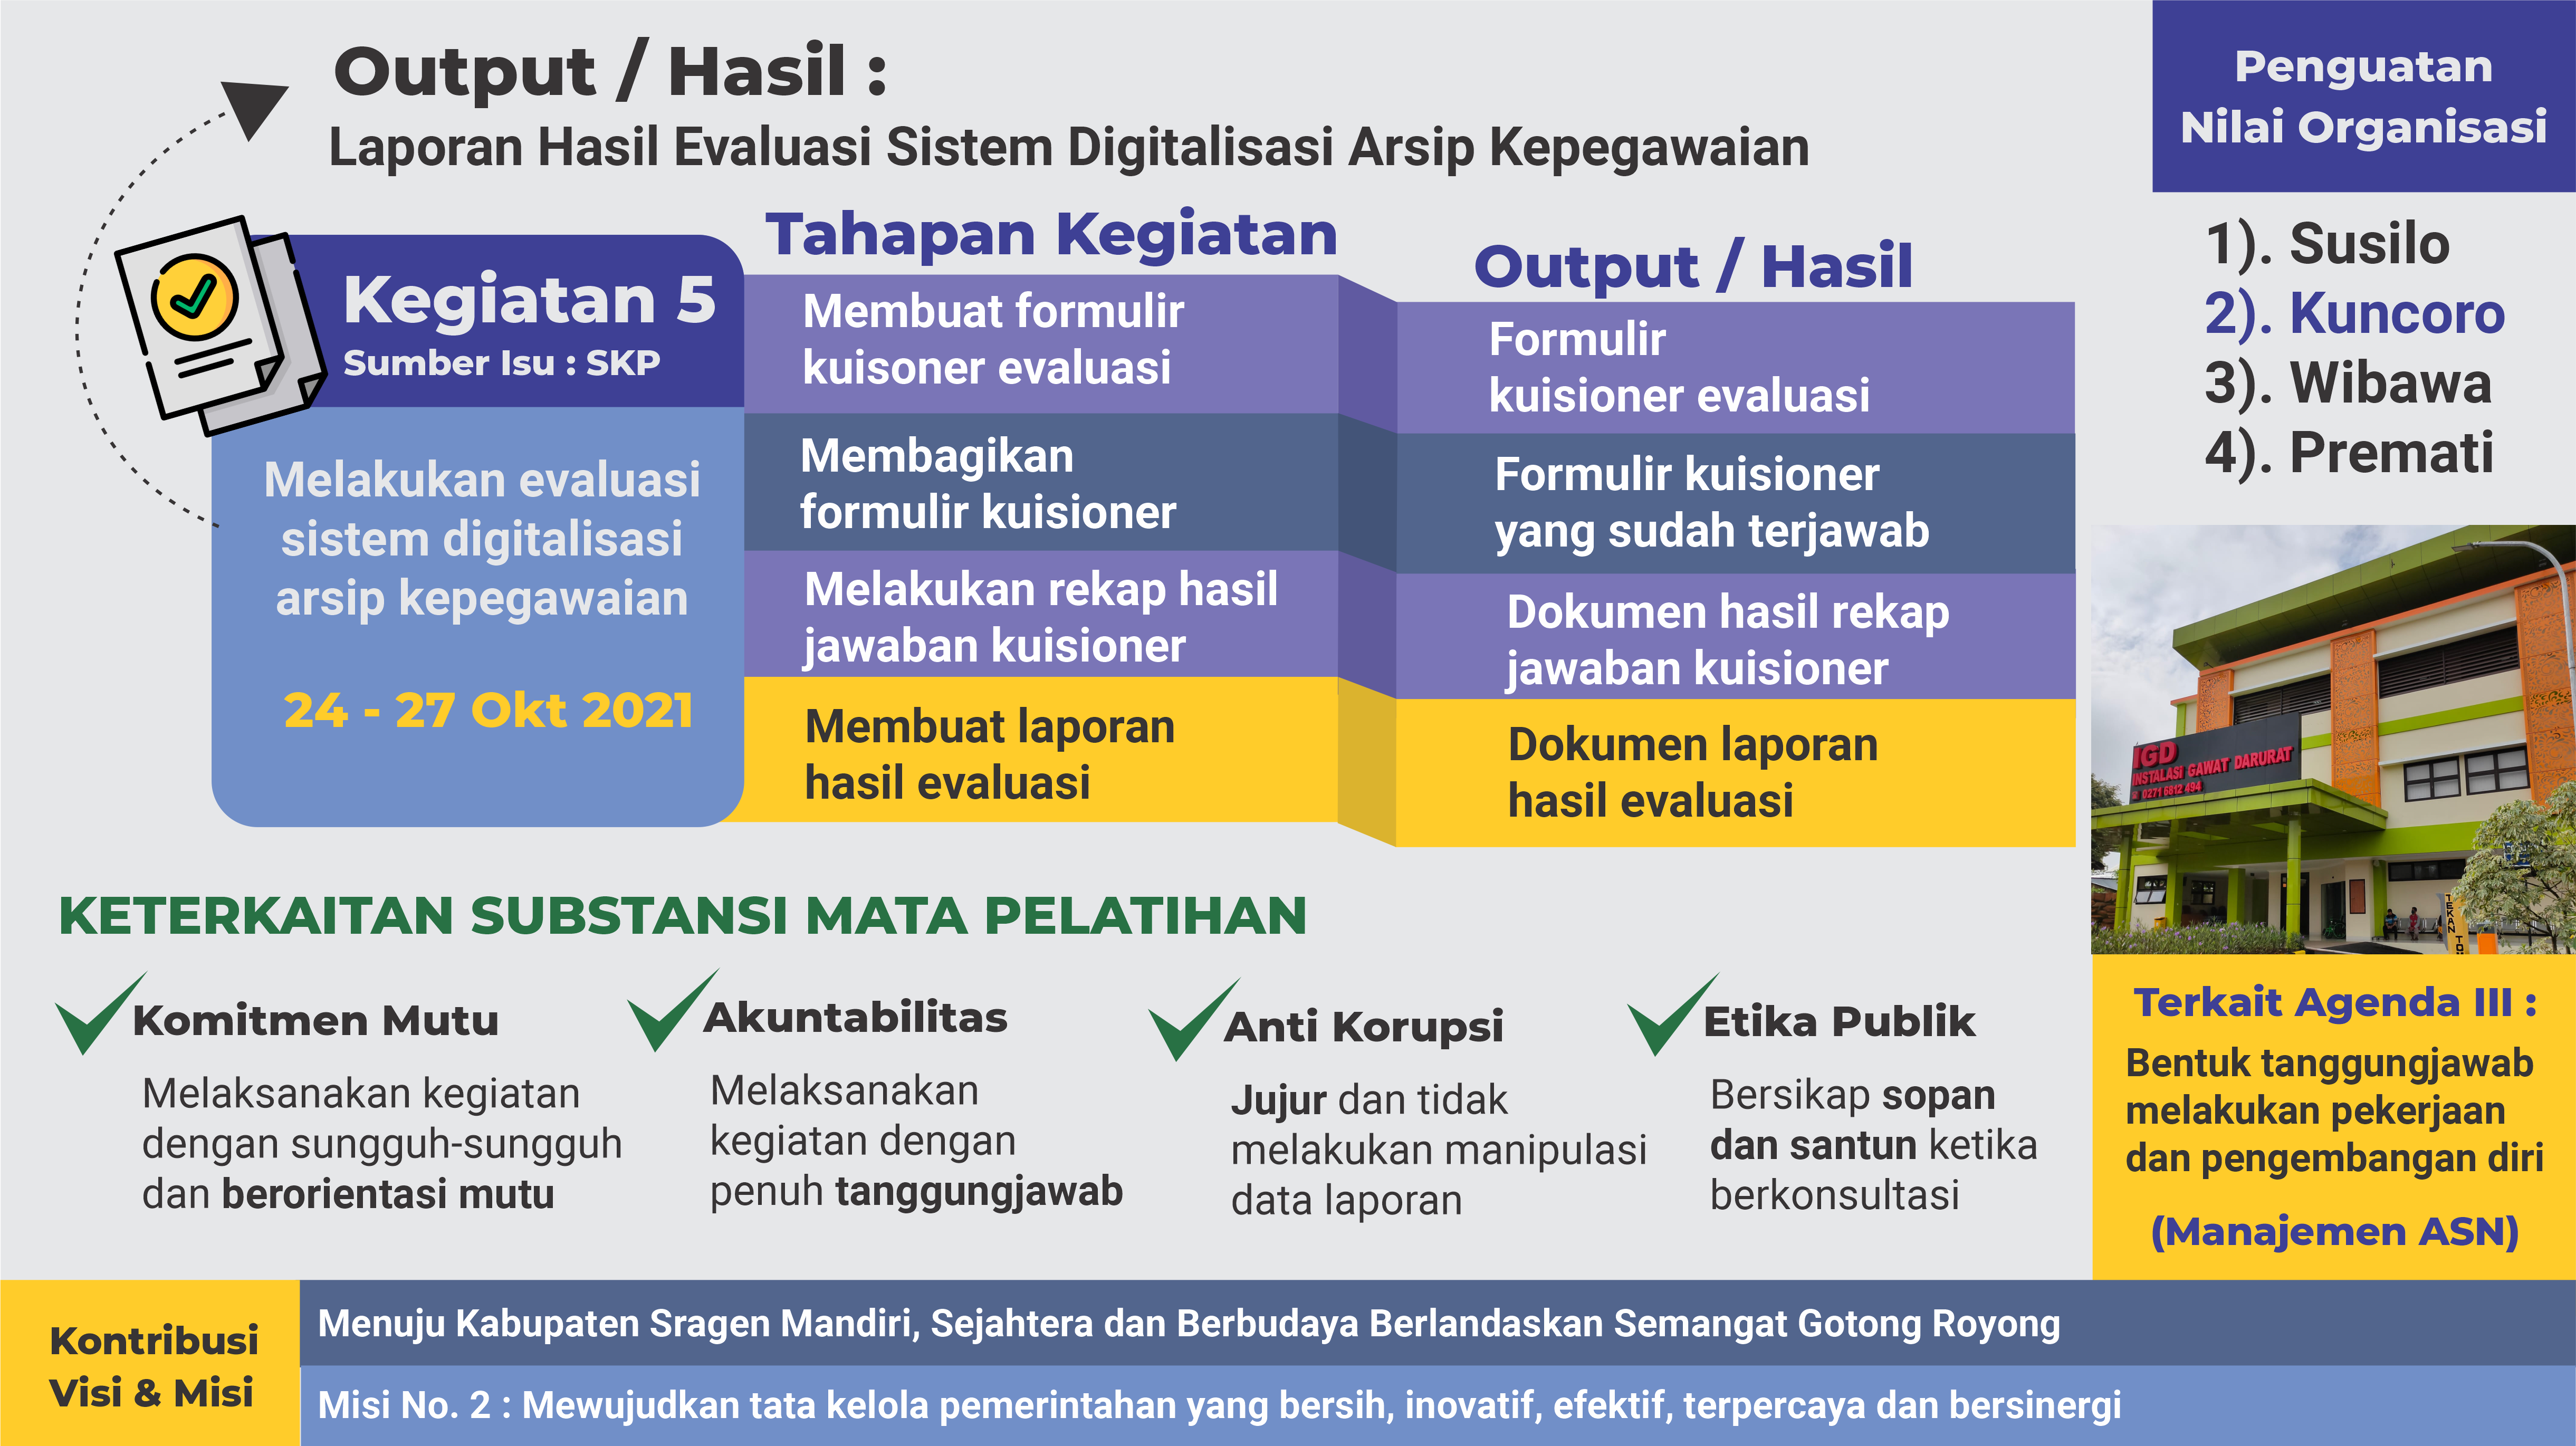 Output / Hasil :
Laporan Hasil Evaluasi Sistem Digitalisasi Arsip Kepegawaian
Kegiatan 5
Sumber Isu : SKP
Melakukan evaluasi
sistem digitalisasi
arsip kepegawaian
24 - 27 Okt 2021
Tahapan Kegiatan
Membuat formulir
kuisoner evaluasi
Membagikan
formulir kuisioner
Melakukan rekap hasil
jawaban kuisioner
Membuat laporan
hasil evaluasi
Output / Hasil
Formulir
kuisioner evaluasi
Formulir kuisioner
yang sudah terjawab
Dokumen hasil rekap
jawaban kuisioner
Dokumen laporan
hasil evaluasi
Penguatan
Nilai Organisasi
1). Susilo
2). Kuncoro
3). Wibawa
4). Premati
IGD
INSTALASI GAWAT DARURAT
0271 6812 494
TEKAN
KETERKAITAN SUBSTANSI MATA PELATIHAN
Komitmen Mutu
Melaksanakan kegiatan
dengan sungguh-sungguh
dan berorientasi mutu
Akuntabilitas
Melaksanakan
kegiatan dengan
penuh tanggungjawab
Anti Korupsi
Jujur dan tidak
melakukan manipulasi
data laporan
Etika Publik
Bersikap sopan
dan santun ketika
berkonsultasi
Terkait Agenda III :
Bentuk tanggungjawab
melakukan pekerjaan
dan pengembangan diri
(Manajemen ASN)
Kontribusi
Visi & Misi
Menuju Kabupaten Sragen Mandiri, Sejahtera dan Berbudaya Berlandaskan Semangat Gotong Royong
Misi No. 2 : Mewujudkan tata kelola pemerintahan yang bersih, inovatif, efektif, terpercaya dan bersinergi